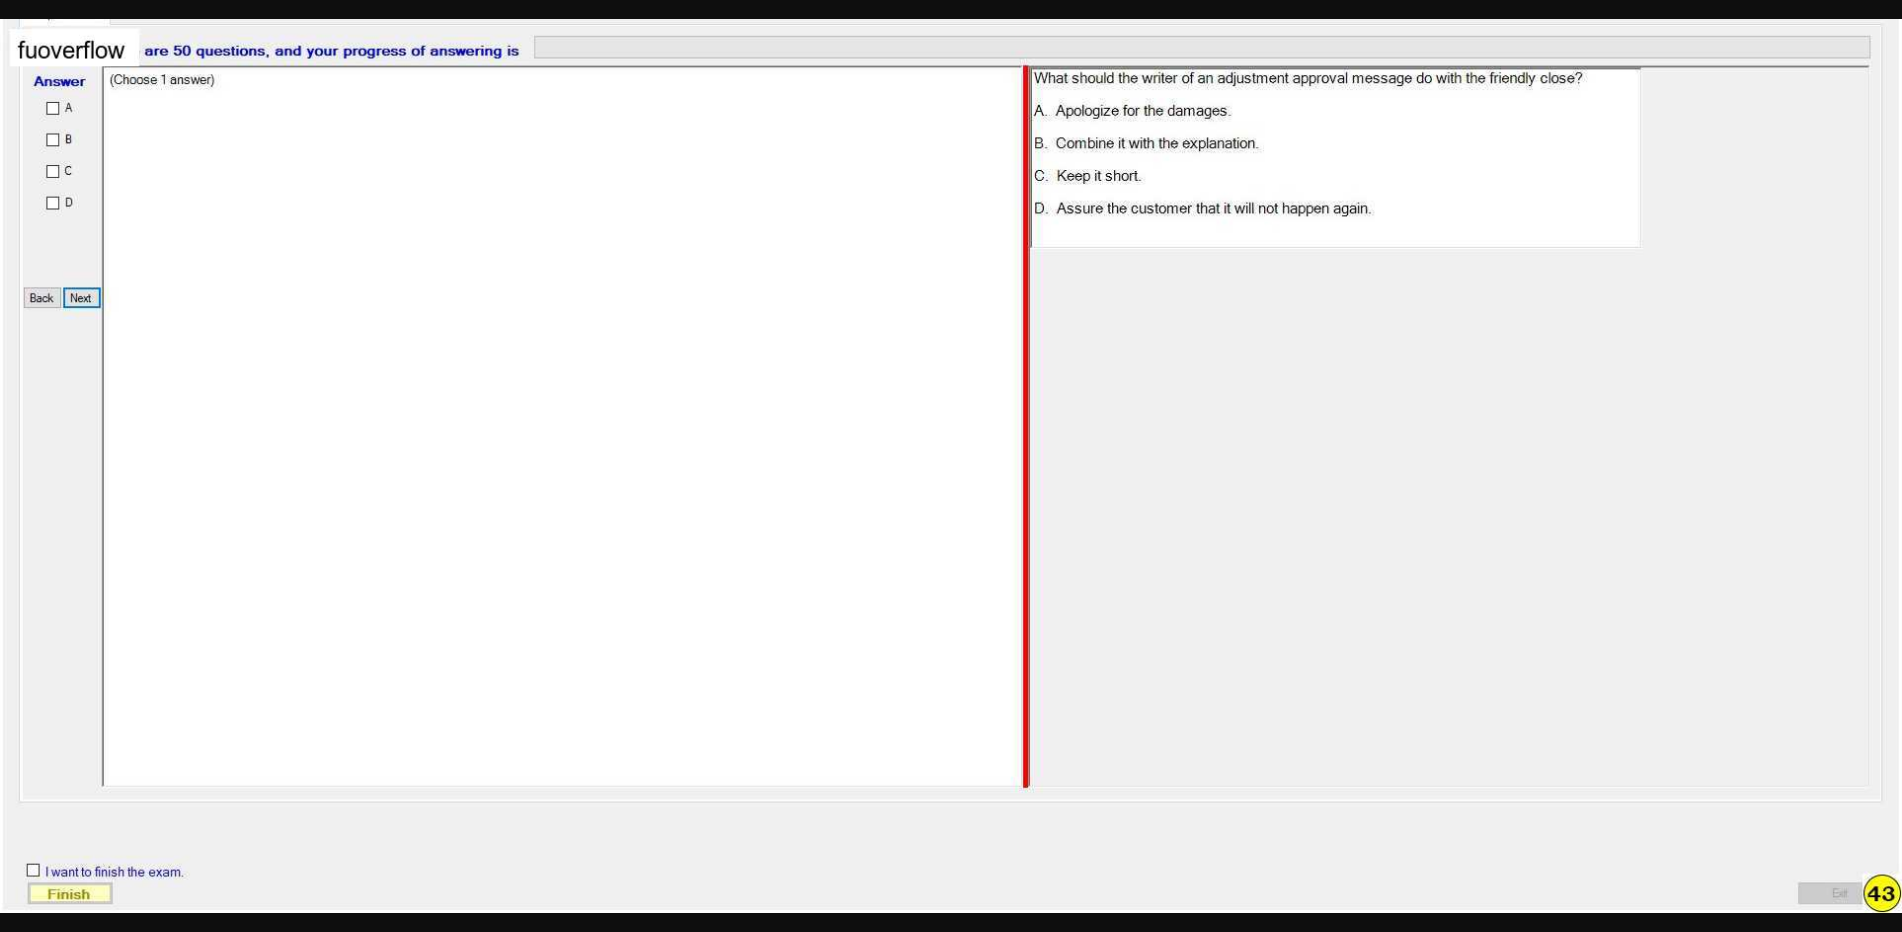 fuoverflow are 50 questions, and your progress of answering is
Answer
A
B
C
D
Back Next
(Choose 1 answer)
What should the writer of an adjustment approval message do with the friendly close?
A. Apologize for the damages.
B. Combine it with the explanation.
C. Keep it short.
D. Assure the customer that it will not happen again.
I want to finish the exam.
Finish
Exit
43